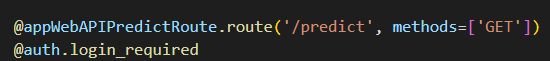 @appWebAPIPredictRoute.route('/predict', methods=['GET'])
@auth.login_required